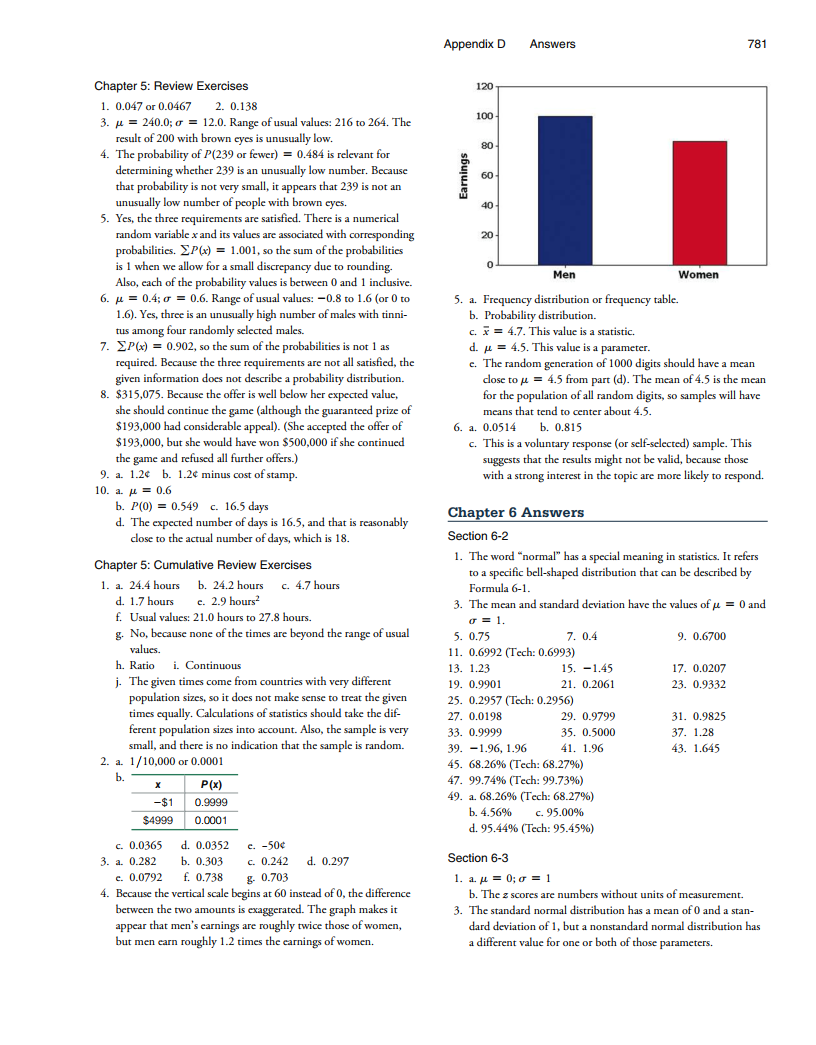 Appendix D Answers 781
Chapter 5: Review Exercises
1. 0.047 or 0.0467 2. 0.138
3. μ = 240.0; σ = 12.0. Range of usual values: 216 to 264. The
result of 200 with brown eyes is unusually low.
4. The probability of P(239 or fewer) = 0.484 is relevant for
determining whether 239 is an unusually low number. Because
that probability is not very small, it appears that 239 is not an
unusually low number of people with brown eyes.
5. Yes, the three requirements are satisfied. There is a numerical
random variable x and its values are associated with corresponding
probabilities. ΣP(x) = 1.001, so the sum of the probabilities
is 1 when we allow for a small discrepancy due to rounding.
Also, each of the probability values is between 0 and 1 inclusive.
6. μ = 0.4; σ = 0.6. Range of usual values: −0.8 to 1.6 (or 0 to
1.6). Yes, three is an unusually high number of males with tinni-
tus among four randomly selected males.
7. ΣP(x) = 0.902, so the sum of the probabilities is not 1 as
required. Because the three requirements are not all satisfied, the
given information does not describe a probability distribution.
8. $315,075. Because the offer is well below her expected value,
she should continue the game (although the guaranteed prize of
$193,000 had considerable appeal). (She accepted the offer of
$193,000, but she would have won $500,000 if she continued
the game and refused all further offers.)
9. a. 1.2¢ b. 1.2¢ minus cost of stamp.
10. a. μ = 0.6
b. P(0) = 0.549 c. 16.5 days
d. The expected number of days is 16.5, and that is reasonably
close to the actual number of days, which is 18.
Chapter 5: Cumulative Review Exercises
1. a. 24.4 hours b. 24.2 hours c. 4.7 hours
d. 1.7 hours e. 2.9 hours²
f. Usual values: 21.0 hours to 27.8 hours.
g. No, because none of the times are beyond the range of usual
values.
h. Ratio i. Continuous
j. The given times come from countries with very different
population sizes, so it does not make sense to treat the given
times equally. Calculations of statistics should take the dif-
ferent population sizes into account. Also, the sample is very
small, and there is no indication that the sample is random.
2. a. 1/10,000 or 0.0001
b.
x P(x)
−$1 0.9999
$4999 0.0001
c. 0.0365 d. 0.0352 e. −50¢
3. a. 0.282 b. 0.303 c. 0.242 d. 0.297
e. 0.0792 f. 0.738 g. 0.703
4. Because the vertical scale begins at 60 instead of 0, the difference
between the two amounts is exaggerated. The graph makes it
appear that men's earnings are roughly twice those of women,
but men earn roughly 1.2 times the earnings of women.
120
100
80
60
40
20
0
Earnings
Men Women
5. a. Frequency distribution or frequency table.
b. Probability distribution.
c. x̄ = 4.7. This value is a statistic.
d. μ = 4.5. This value is a parameter.
e. The random generation of 1000 digits should have a mean
close to μ = 4.5 from part (d). The mean of 4.5 is the mean
for the population of all random digits, so samples will have
means that tend to center about 4.5.
6. a. 0.0514 b. 0.815
c. This is a voluntary response (or self-selected) sample. This
suggests that the results might not be valid, because those
with a strong interest in the topic are more likely to respond.
Chapter 6 Answers
Section 6-2
1. The word "normal" has a special meaning in statistics. It refers
to a specific bell-shaped distribution that can be described by
Formula 6-1.
3. The mean and standard deviation have the values of μ = 0 and
σ = 1.
5. 0.75 7. 0.4 9. 0.6700
11. 0.6992 (Tech: 0.6993)
13. 1.23 15. −1.45 17. 0.0207
19. 0.9901 21. 0.2061 23. 0.9332
25. 0.2957 (Tech: 0.2956)
27. 0.0198 29. 0.9799 31. 0.9825
33. 0.9999 35. 0.5000 37. 1.28
39. −1.96, 1.96 41. 1.96 43. 1.645
45. 68.26% (Tech: 68.27%)
47. 99.74% (Tech: 99.73%)
49. a. 68.26% (Tech: 68.27%)
b. 4.56% c. 95.00%
d. 95.44% (Tech: 95.45%)
Section 6-3
1. a. μ = 0; σ = 1
b. The z scores are numbers without units of measurement.
3. The standard normal distribution has a mean of 0 and a stan-
dard deviation of 1, but a nonstandard normal distribution has
a different value for one or both of those parameters.